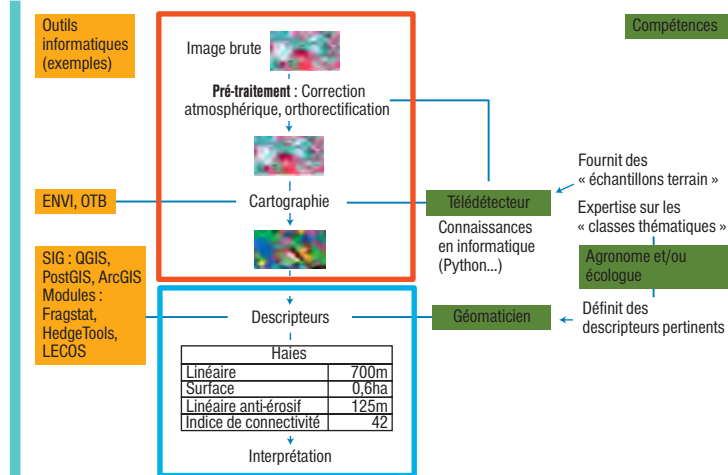 Outils
informatiques
(exemples)
Compétences
Image brute
Pré-traitement : Correction
atmosphérique, orthorectification
Fournit des
« échantillons terrain »
ENVI, OTB
Cartographie
Télédétecteur
Connaissances
en informatique
(Python...)
Expertise sur les
« classes thématiques »
Agronome et/ou
écologue
SIG : QGIS,
PostGIS, ArcGIS
Modules :
Fragstat,
HedgeTools,
LECOS
Descripteurs
Géomaticien
Définit des
descripteurs pertinents
Haies
Linéaire 700m
Surface 0,6ha
Linéaire anti-érosif 125m
Indice de connectivité 42
Interprétation